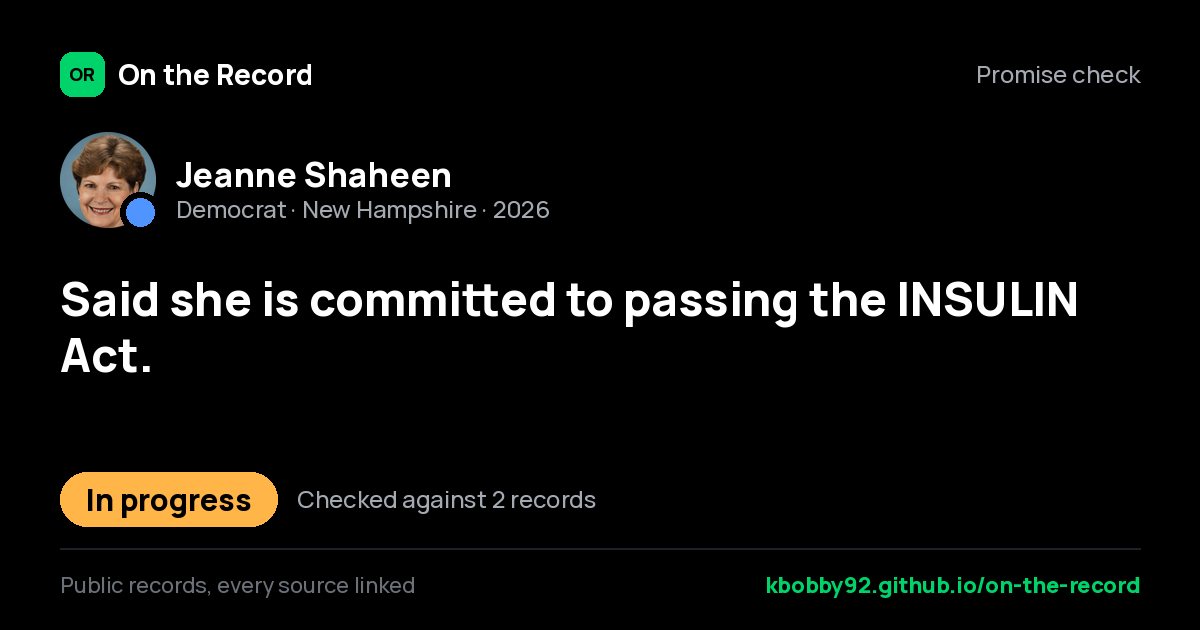 OR On the Record
Promise check
Jeanne Shaheen
Democrat · New Hampshire · 2026
Said she is committed to passing the INSULIN
Act.
In progress
Checked against 2 records
Public records, every source linked
kbobby92.github.io/on-the-record